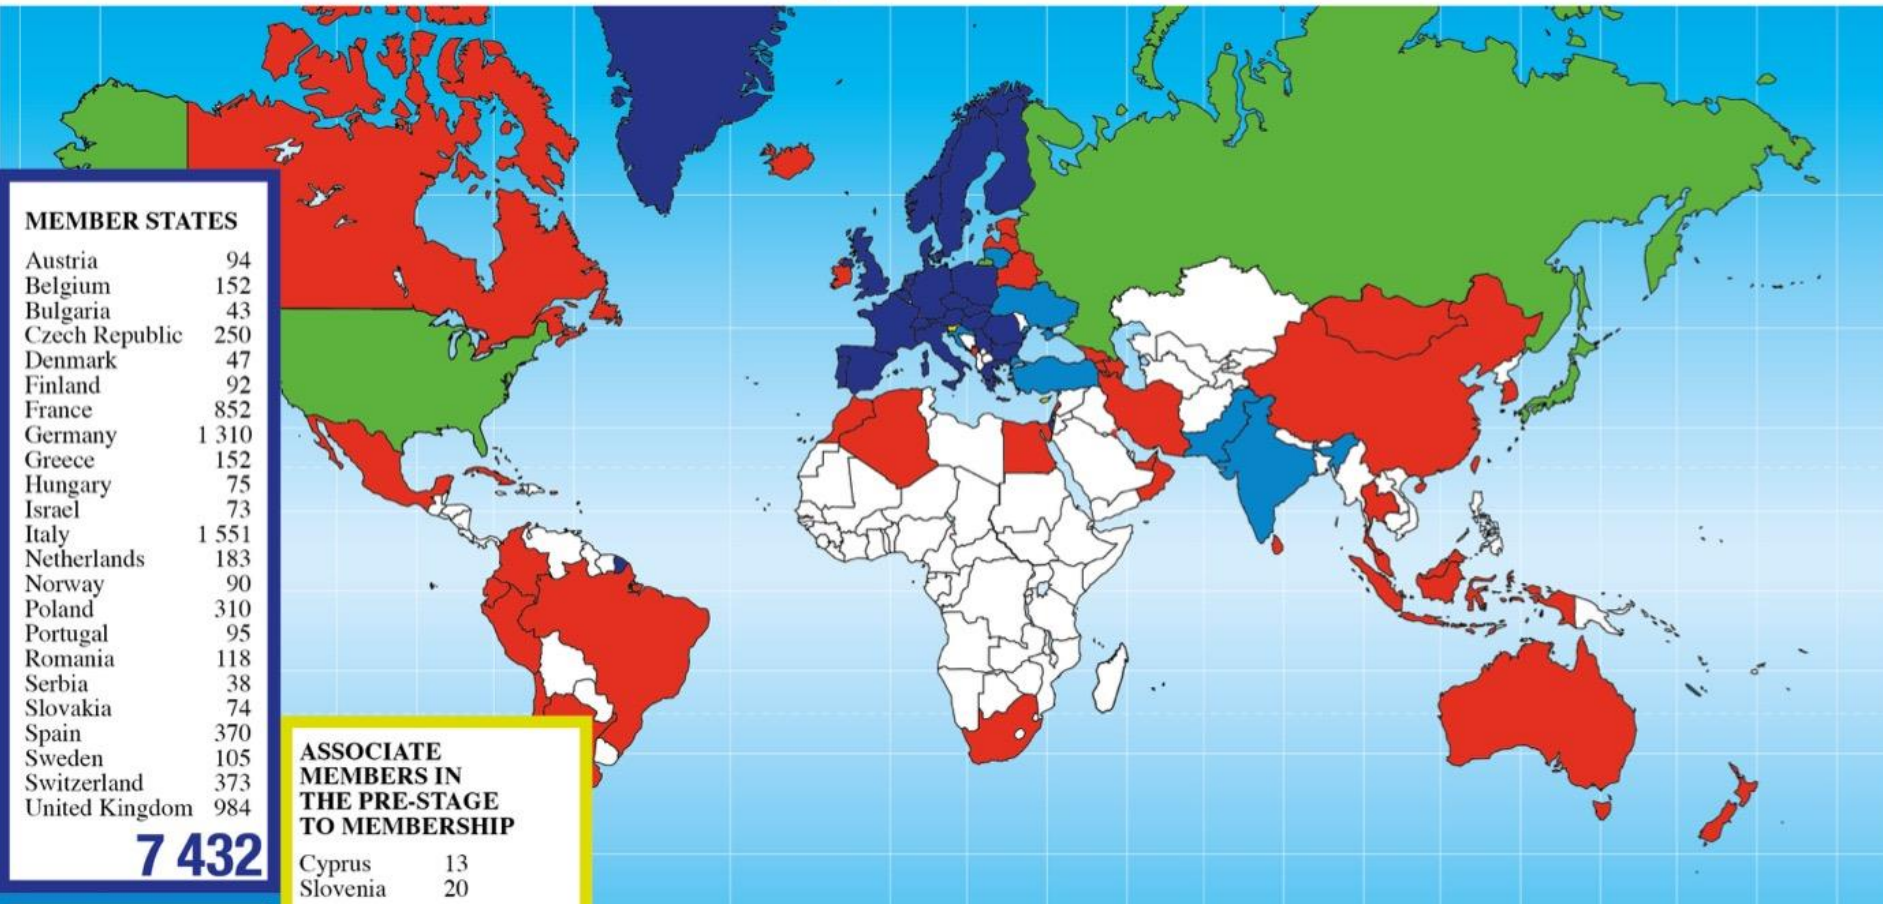 MEMBER STATES
Austria 94
Belgium 152
Bulgaria 43
Czech Republic 250
Denmark 47
Finland 92
France 852
Germany 1 310
Greece 152
Hungary 75
Israel 73
Italy 1 551
Netherlands 183
Norway 90
Poland 310
Portugal 95
Romania 118
Serbia 38
Slovakia 74
Spain 370
Sweden 105
Switzerland 373
United Kingdom 984
7 432
ASSOCIATE
MEMBERS IN
THE PRE-STAGE
TO MEMBERSHIP
Cyprus 13
Slovenia 20